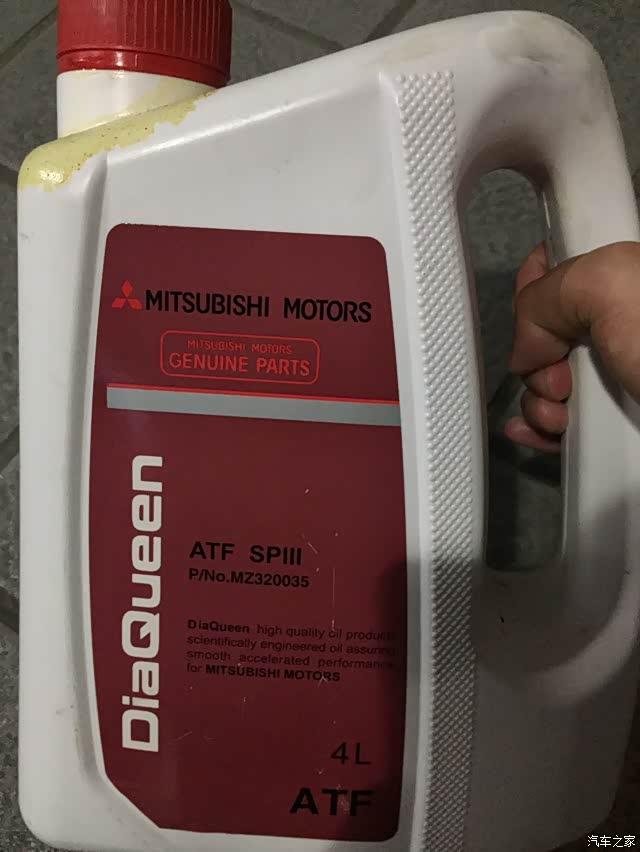 MITSUBISHI MOTORS
MITSUBISHI MOTORS
GENUINE PARTS
DiaQueen
ATF SPIII
P/No.MZ320035
DiaQueen high quality oil product
scientifically engineered oil assuring
smooth accelerated performance
for MITSUBISHI MOTORS
4L
ATF
汽车之家